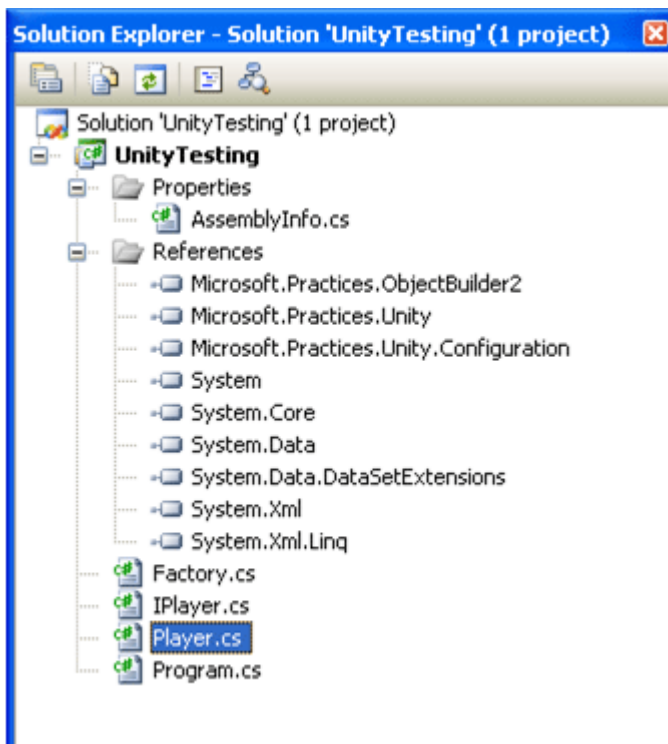 Solution Explorer - Solution 'UnityTesting' (1 project)
Solution 'UnityTesting' (1 project)
UnityTesting
Properties
AssemblyInfo.cs
References
Microsoft.Practices.ObjectBuilder2
Microsoft.Practices.Unity
Microsoft.Practices.Unity.Configuration
System
System.Core
System.Data
System.Data.DataSetExtensions
System.Xml
System.Xml.Linq
Factory.cs
IPlayer.cs
Player.cs
Program.cs